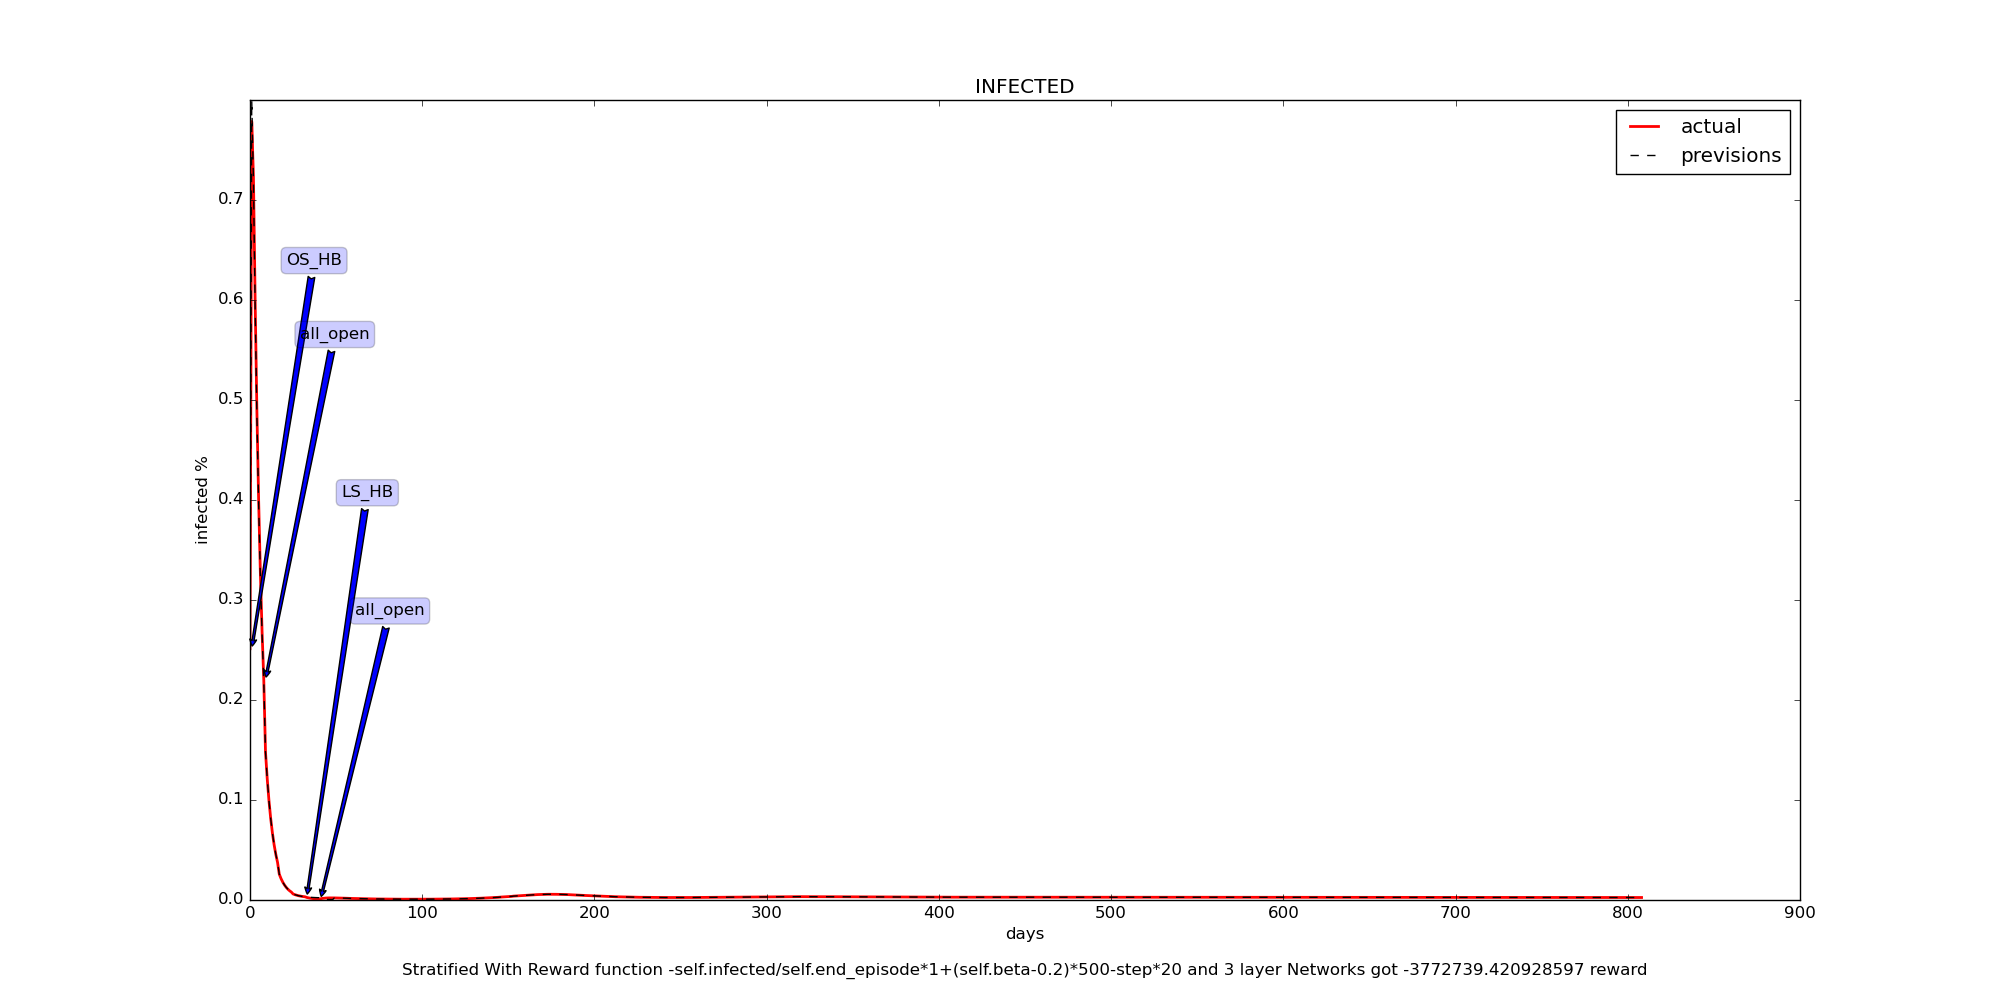 INFECTED
actual
previsions
OS_HB
all_open
LS_HB
all_open
infected %
0.7
0.6
0.5
0.4
0.3
0.2
0.1
0.0
0 100 200 300 400 500 600 700 800 900
days
Stratified With Reward function -self.infected/self.end_episode*1+(self.beta-0.2)*500-step*20 and 3 layer Networks got -3772739.420928597 reward